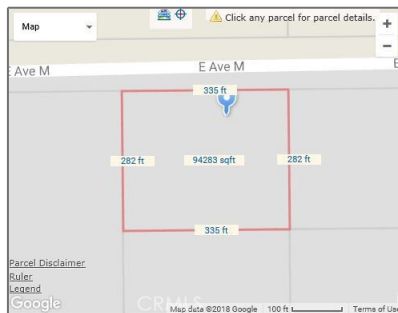 Map
Click any parcel for parcel details.
+
−
E Ave M
E Ave M
E
335 ft
282 ft
94283 sqft
282 ft
335 ft
Parcel Disclaimer
Ruler
Legend
Google
CRMLS
Map data ©2018 Google
100 ft
Terms of Use